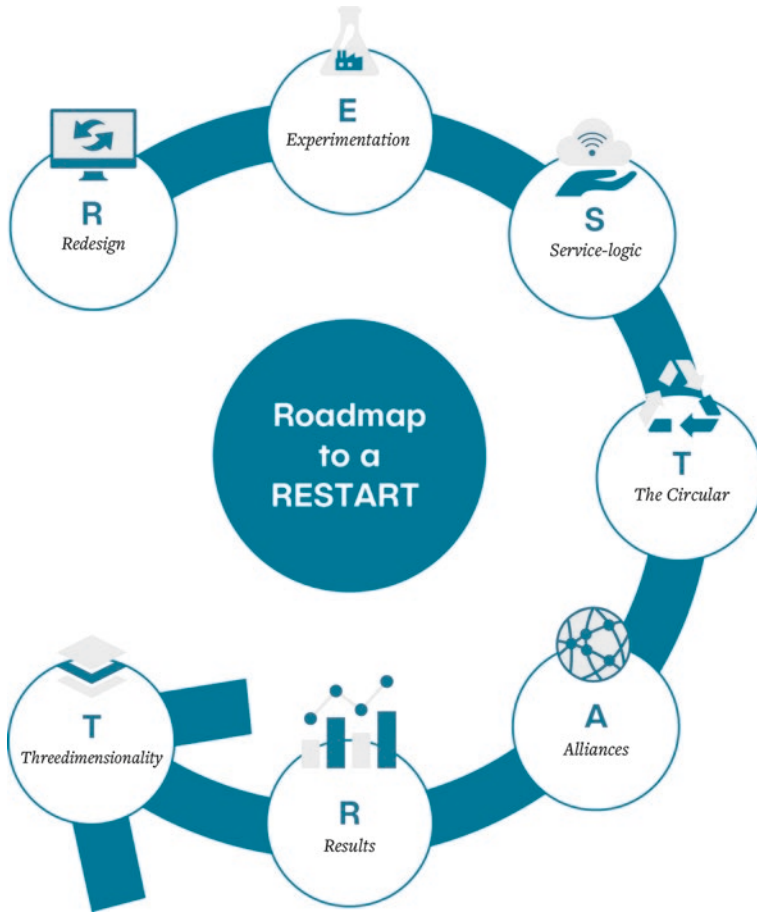 E
Experimentation
R
Redesign
S
Service-logic
Roadmap
to a
RESTART
T
The Circular
A
Alliances
T
Threedimensionality
R
Results